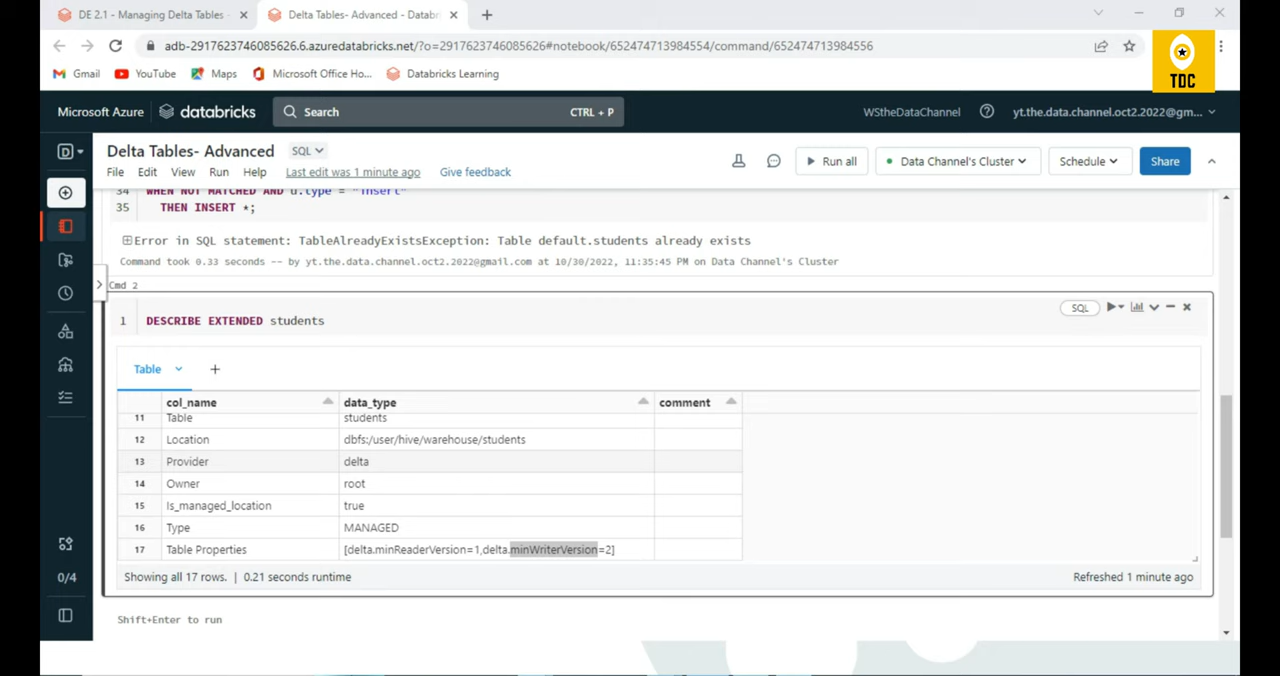 DE 2.1 - Managing Delta Tables -
Delta Tables- Advanced - Databr
adb-2917623746085626.6.azuredatabricks.net/?o=2917623746085626#notebook/652474713984554/command/652474713984556
Gmail YouTube Maps Microsoft Office Ho... Databricks Learning
TDC
Microsoft Azure databricks Search CTRL + P WStheDataChannel yt.the.data.channel.oct2.2022@gm...
D
Delta Tables- Advanced SQL
Run all Data Channel's Cluster Schedule Share
File Edit View Run Help Last edit was 1 minute ago Give feedback
34 WHEN NOT MATCHED AND u.type = "insert"
35 THEN INSERT *;
Error in SQL statement: TableAlreadyExistsException: Table default.students already exists
Command took 0.33 seconds -- by yt.the.data.channel.oct2.2022@gmail.com at 10/30/2022, 11:35:45 PM on Data Channel's Cluster
Cmd 2
SQL
1 DESCRIBE EXTENDED students
Table +
col_name data_type comment
11 Table students
12 Location dbfs:/user/hive/warehouse/students
13 Provider delta
14 Owner root
15 Is_managed_location true
16 Type MANAGED
17 Table Properties [delta.minReaderVersion=1,delta.minWriterVersion=2]
Showing all 17 rows. | 0.21 seconds runtime Refreshed 1 minute ago
0/4
Shift+Enter to run